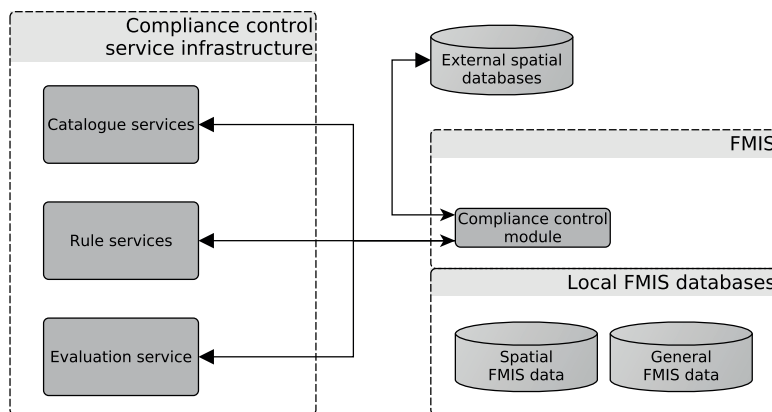 Compliance control
service infrastructure
Catalogue services
Rule services
Evaluation service
External spatial
databases
FMIS
Compliance control
module
Local FMIS databases
Spatial
FMIS data
General
FMIS data